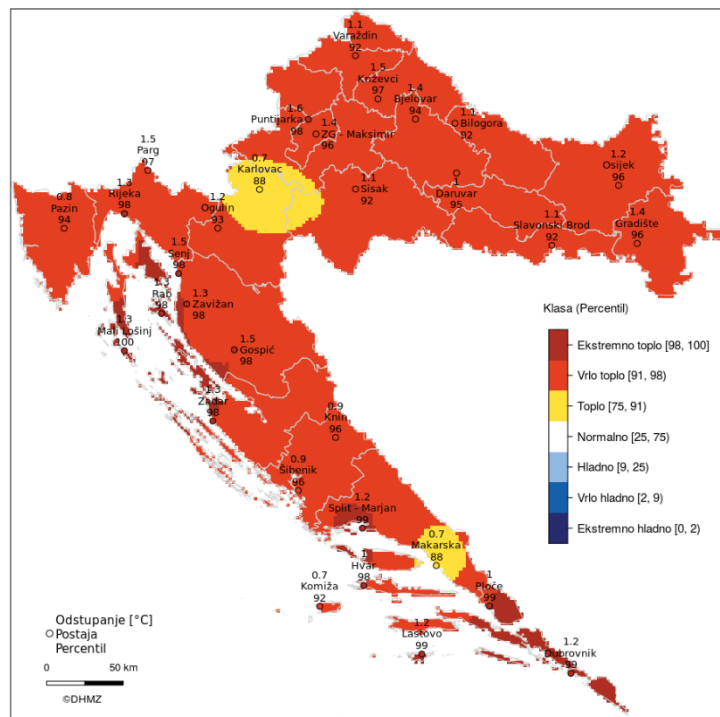 1.1
Varaždin
92
1.5
Križevci
97
1.4
Bjelovar
94
1.6
Puntijarka
98
1.4
ZG - Maksimir
96
1.1
Bilogora
92
1.5
Parg
97
0.7
Karlovac
88
1.1
Sisak
92
1
Daruvar
95
1.2
Osijek
96
0.8
Pazin
94
1.3
Rijeka
98
1.2
Ogulin
93
1.1
Slavonski Brod
92
1.4
Gradište
96
1.5
Senj
98
1.3
Rab
98
1.3
Zavižan
98
1.3
Mali Lošinj
100
1.5
Gospić
98
1.3
Zadar
98
0.9
Knin
96
0.9
Šibenik
96
1.2
Split - Marjan
99
0.7
Makarska
88
1
Hvar
98
0.7
Komiža
92
1
Ploče
99
1.2
Lastovo
99
1.2
Dubrovnik
99
Klasa (Percentil)
Ekstremno toplo [98, 100]
Vrlo toplo [91, 98)
Toplo [75, 91)
Normalno [25, 75)
Hladno [9, 25)
Vrlo hladno [2, 9)
Ekstremno hladno [0, 2)
Odstupanje [°C]
Postaja
Percentil
0 50 km
©DHMZ